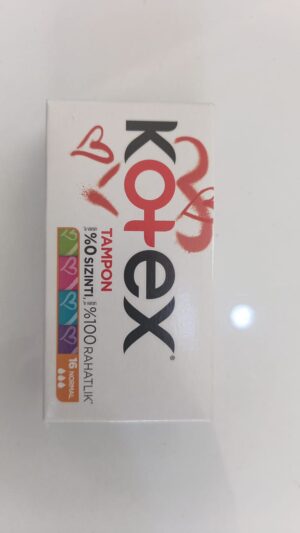 Kotex®
TAMPON
%0 SIZINTI, %100 RAHATLIK*
16 NORMAL